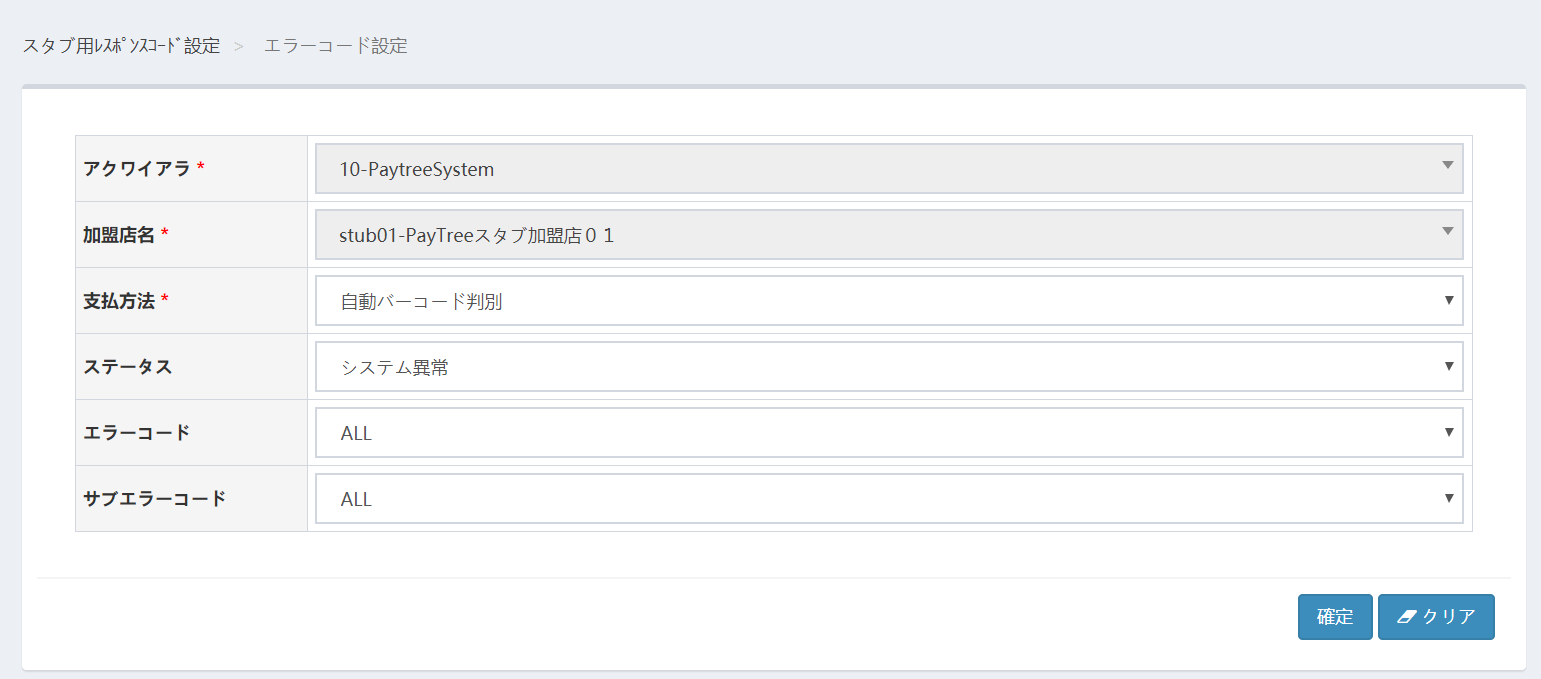 スタブ用ﾚｽﾎﾟﾝｽｺｰﾄﾞ設定 > エラーコード設定
アクワイアラ * 10-PaytreeSystem
加盟店名 * stub01-PayTreeスタブ加盟店０１
支払方法 * 自動バーコード判別
ステータス システム異常
エラーコード ALL
サブエラーコード ALL
確定 クリア